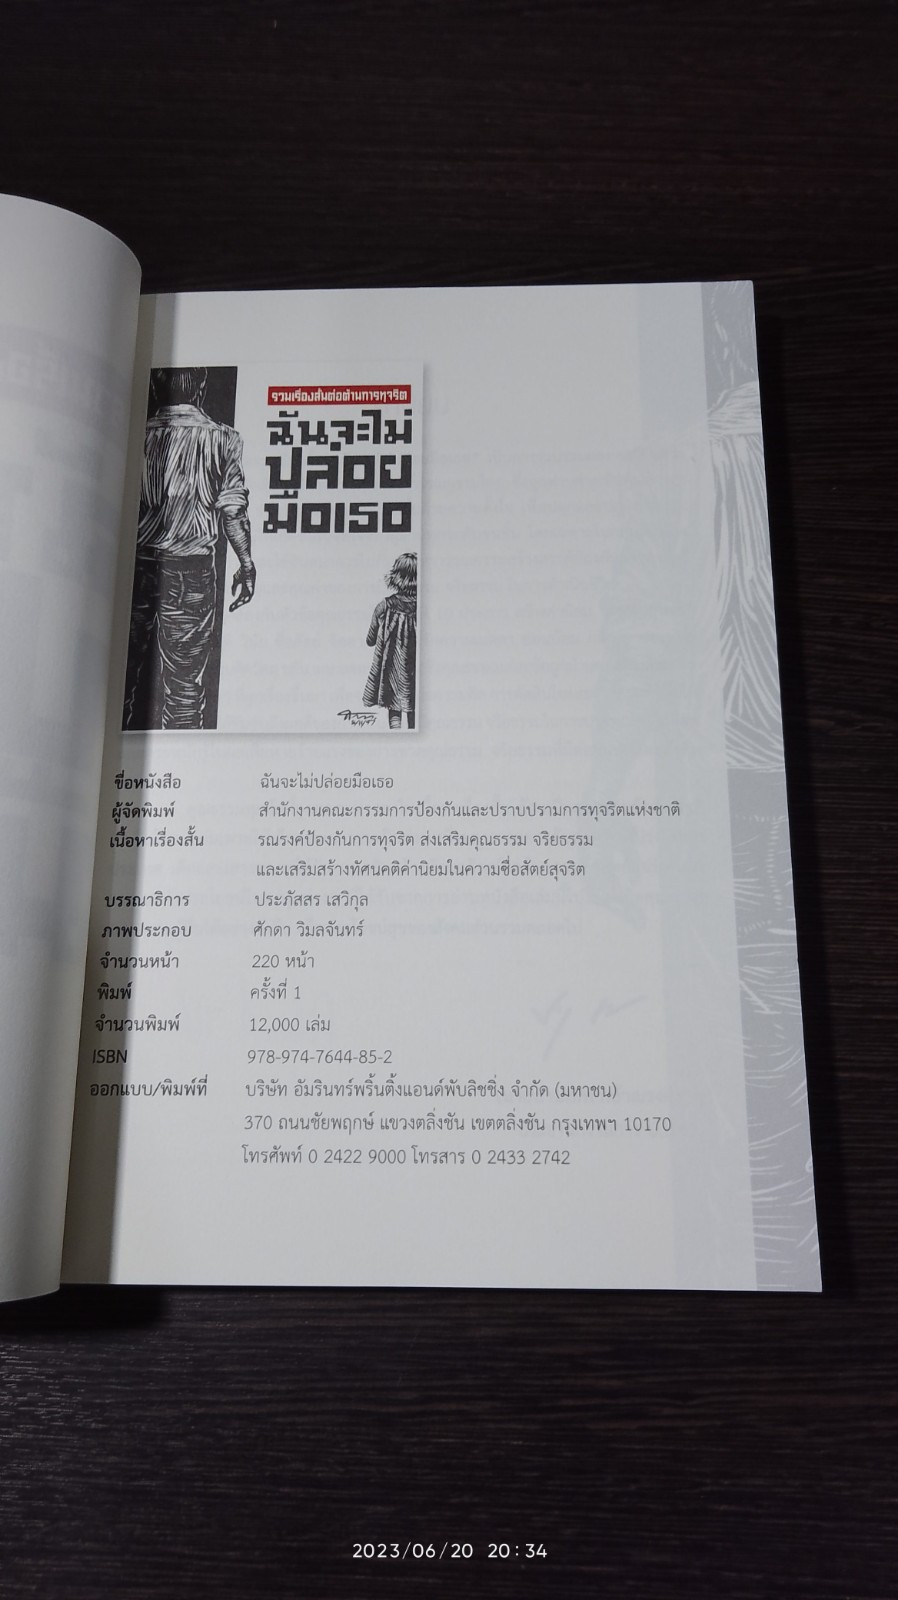 รวมเรื่องสั้นต่อต้านการทุจริต
ฉันจะไม่
ปล่อย
มือเธอ
ชื่อหนังสือ ฉันจะไม่ปล่อยมือเธอ
ผู้จัดพิมพ์ สำนักงานคณะกรรมการป้องกันและปราบปรามการทุจริตแห่งชาติ
เนื้อหาเรื่องสั้น รณรงค์ป้องกันการทุจริต ส่งเสริมคุณธรรม จริยธรรม
และเสริมสร้างทัศนคติค่านิยมในความซื่อสัตย์สุจริต
บรรณาธิการ ประภัสสร เสวิกุล
ภาพประกอบ ศักดา วิมลจันทร์
จำนวนหน้า 220 หน้า
พิมพ์ ครั้งที่ 1
จำนวนพิมพ์ 12,000 เล่ม
ISBN 978-974-7644-85-2
ออกแบบ/พิมพ์ที่ บริษัท อัมรินทร์พริ้นติ้งแอนด์พับลิชชิ่ง จำกัด (มหาชน)
370 ถนนชัยพฤกษ์ แขวงตลิ่งชัน เขตตลิ่งชัน กรุงเทพฯ 10170
โทรศัพท์ 0 2422 9000 โทรสาร 0 2433 2742
2023/06/20 20:34